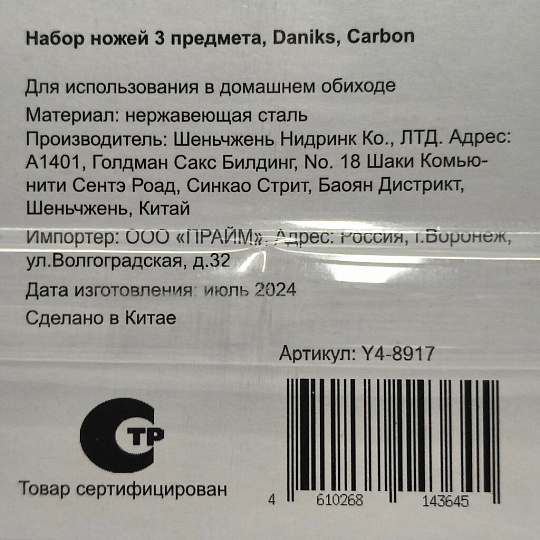 Набор ножей 3 предмета, Daniks, Carbon
Для использования в домашнем обиходе
Материал: нержавеющая сталь
Производитель: Шеньчжень Нидринк Ко., ЛТД. Адрес:
А1401, Голдман Сакс Билдинг, No. 18 Шаки Комью-
нити Сентэ Роад, Синкао Стрит, Баоян Дистрикт,
Шеньчжень, Китай
Импортер: ООО «ПРАЙМ», Адрес: Россия, г.Воронеж,
ул.Волгоградская, д.32
Дата изготовления: июль 2024
Сделано в Китае
Артикул: Y4-8917
СТР
Товар сертифицирован
4 610268 143645